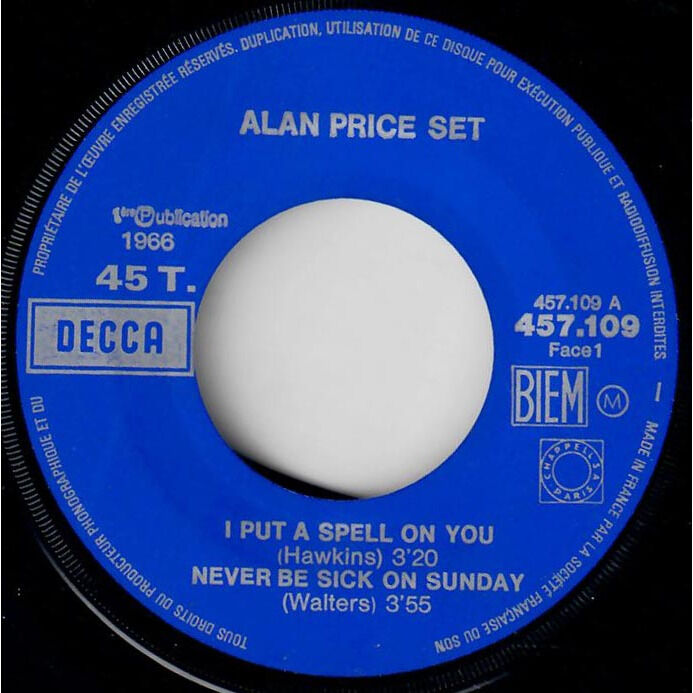 TOUS DROITS DU PRODUCTEUR PHONOGRAPHIQUE ET DU PROPRIÉTAIRE DE L'ŒUVRE ENREGISTRÉE RÉSERVÉS. DUPLICATION, UTILISATION DE CE DISQUE POUR EXÉCUTION PUBLIQUE ET RADIODIFFUSION INTERDITES
MADE IN FRANCE PAR LA SOCIÉTÉ FRANÇAISE DU SON
ALAN PRICE SET
1ère Ⓟublication
1966
45 T.
DECCA
457.109 A
457.109
Face1
BIEM
M
CHAPPELL S.A
PARIS
I PUT A SPELL ON YOU
(Hawkins) 3'20
NEVER BE SICK ON SUNDAY
(Walters) 3'55